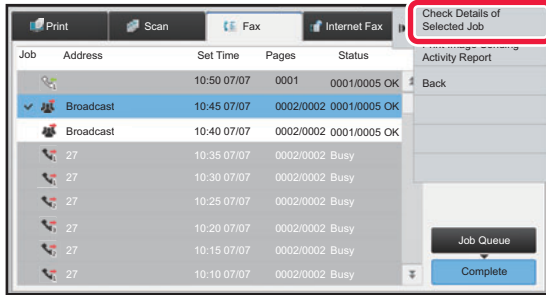 Print Scan Fax Internet Fax
Check Details of
Selected Job
Print Image Sending
Activity Report
Back
Job Address Set Time Pages Status
10:50 07/07 0001 0001/0005 OK
Broadcast 10:45 07/07 0002/0002 0001/0005 OK
Broadcast 10:40 07/07 0002/0002 0001/0005 OK
27 10:35 07/07 0002/0002 Busy
27 10:30 07/07 0002/0002 Busy
27 10:25 07/07 0002/0002 Busy
27 10:20 07/07 0002/0002 Busy
27 10:15 07/07 0002/0002 Busy
27 10:10 07/07 0002/0002 Busy
Job Queue
Complete